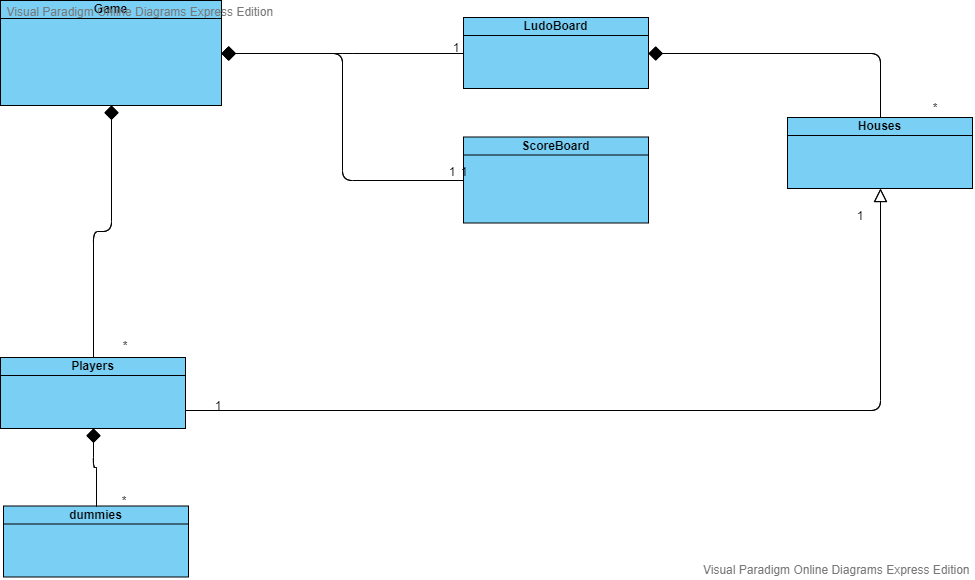 Visual Paradigm Online Diagrams Express Edition
Game
LudoBoard
1
*
Houses
ScoreBoard
1 1
1
*
Players
1
*
dummies
Visual Paradigm Online Diagrams Express Edition